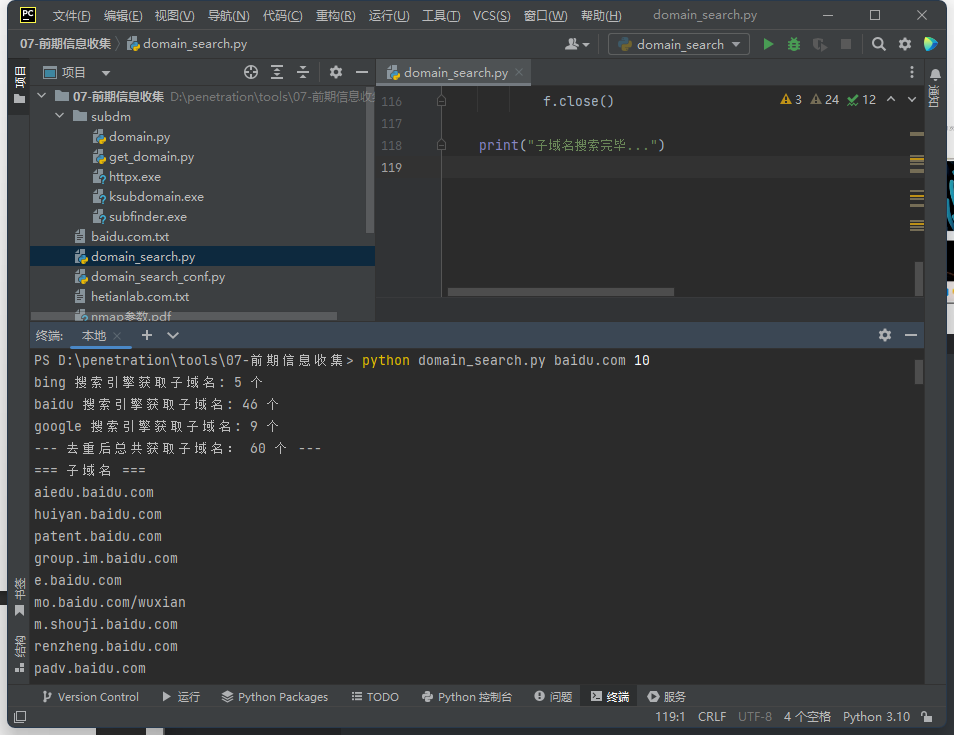 PC 文件(F) 编辑(E) 视图(V) 导航(N) 代码(C) 重构(R) 运行(U) 工具(T) VCS(S) 窗口(W) 帮助(H) domain_search.py
07-前期信息收集 domain_search.py domain_search
项目 项目 domain_search.py
通知
07-前期信息收集 D:\penetration\tools\07-前期信息收
subdm
domain.py
get_domain.py
httpx.exe
ksubdomain.exe
subfinder.exe
baidu.com.txt
domain_search.py
domain_search_conf.py
hetianlab.com.txt
nmap参数.pdf
116 f.close() 3 24 12
117
118 print("子域名搜索完毕...")
119
终端: 本地
PS D:\penetration\tools\07-前期信息收集> python domain_search.py baidu.com 10
bing 搜索引擎获取子域名: 5 个
baidu 搜索引擎获取子域名: 46 个
google 搜索引擎获取子域名: 9 个
--- 去重后总共获取子域名: 60 个 ---
=== 子域名 ===
aiedu.baidu.com
huiyan.baidu.com
patent.baidu.com
group.im.baidu.com
e.baidu.com
mo.baidu.com/wuxian
m.shouji.baidu.com
renzheng.baidu.com
padv.baidu.com
书签
结构
Version Control 运行 Python Packages TODO Python 控制台 问题 终端 服务
119:1 CRLF UTF-8 4 个空格 Python 3.10